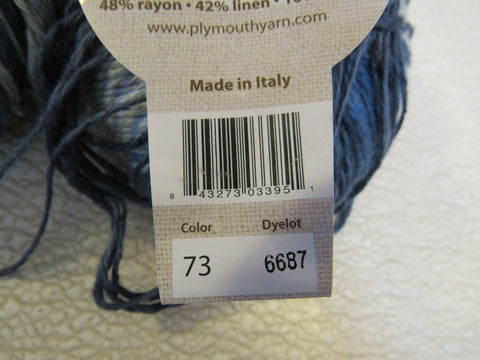 48% rayon • 42% linen •
www.plymouthyarn.com
Made in Italy
8 43273 03395 1
Color Dyelot
73 6687